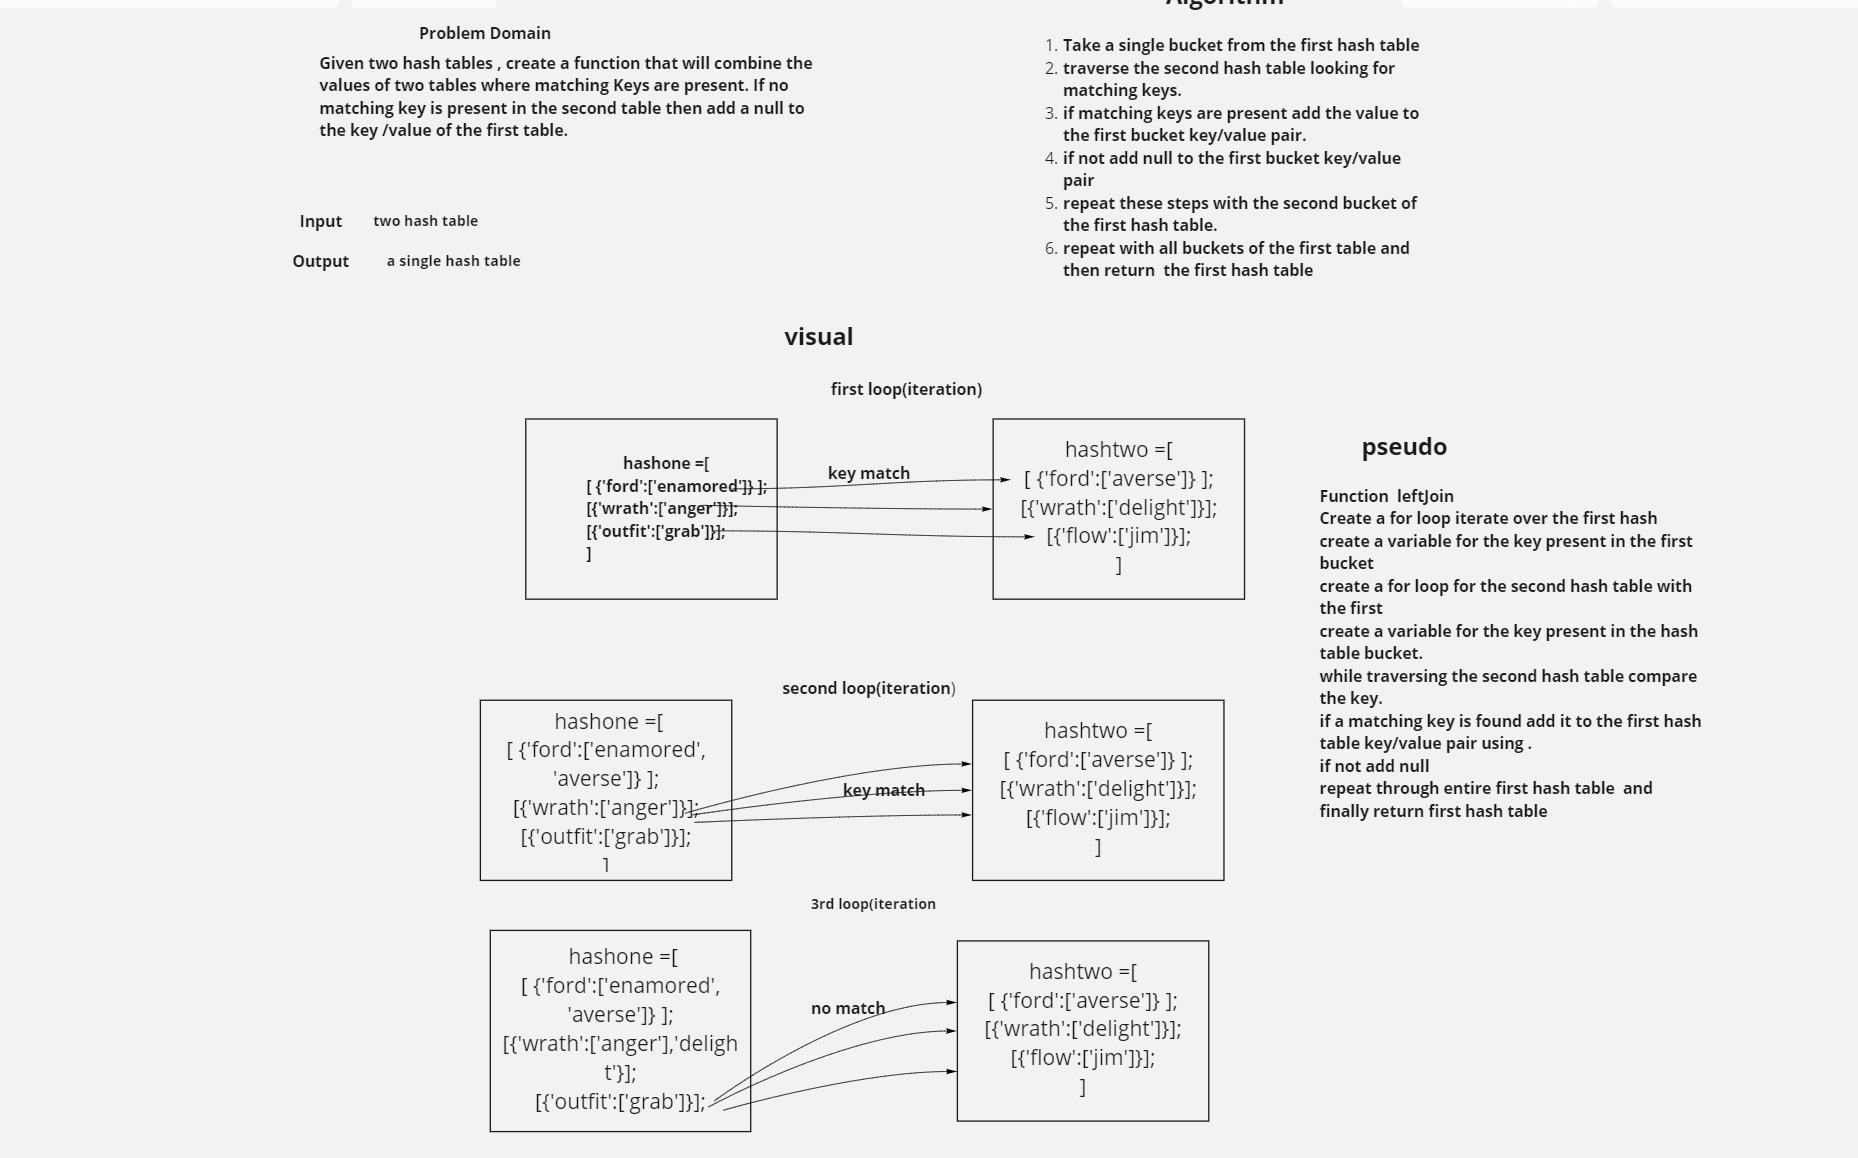 Problem Domain
Given two hash tables , create a function that will combine the
values of two tables where matching Keys are present. If no
matching key is present in the second table then add a null to
the key /value of the first table.
Input two hash table
Output a single hash table
Algorithm
1. Take a single bucket from the first hash table
2. traverse the second hash table looking for
matching keys.
3. if matching keys are present add the value to
the first bucket key/value pair.
4. if not add null to the first bucket key/value
pair
5. repeat these steps with the second bucket of
the first hash table.
6. repeat with all buckets of the first table and
then return  the first hash table
visual
first loop(iteration)
hashone =[
[ {'ford':['enamored']} ];
[{'wrath':['anger']}];
[{'outfit':['grab']}];
]
key match
hashtwo =[
[ {'ford':['averse']} ];
[{'wrath':['delight']}];
[{'flow':['jim']}];
]
second loop(iteration)
hashone =[
[ {'ford':['enamored',
'averse']} ];
[{'wrath':['anger']}];
[{'outfit':['grab']}];
]
key match
hashtwo =[
[ {'ford':['averse']} ];
[{'wrath':['delight']}];
[{'flow':['jim']}];
]
3rd loop(iteration
hashone =[
[ {'ford':['enamored',
'averse']} ];
[{'wrath':['anger'],'deligh
t'}];
[{'outfit':['grab']}];
no match
hashtwo =[
[ {'ford':['averse']} ];
[{'wrath':['delight']}];
[{'flow':['jim']}];
]
pseudo
Function  leftJoin
Create a for loop iterate over the first hash
create a variable for the key present in the first
bucket
create a for loop for the second hash table with
the first
create a variable for the key present in the hash
table bucket.
while traversing the second hash table compare
the key.
if a matching key is found add it to the first hash
table key/value pair using .
if not add null
repeat through entire first hash table  and
finally return first hash table